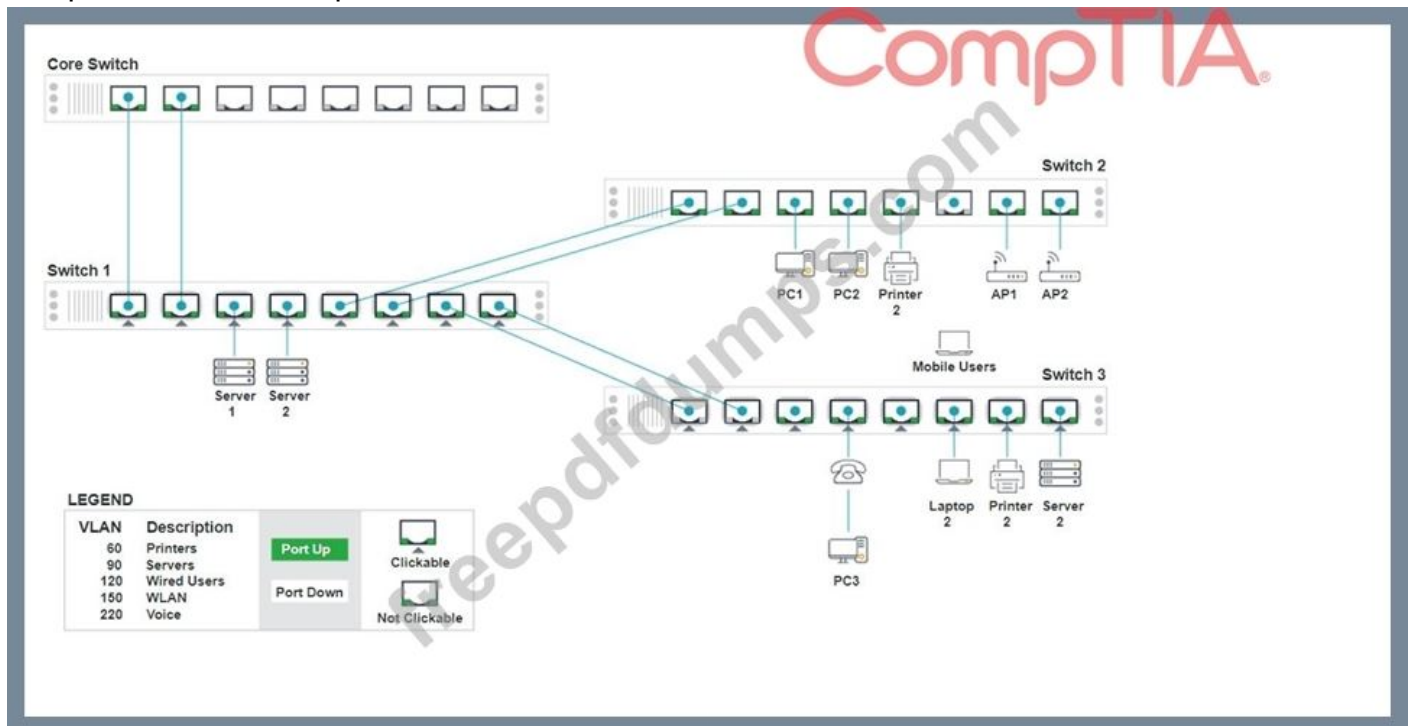 CompTIA®
Core Switch
Switch 2
PC1 PC2 Printer 2 AP1 AP2
Switch 1
Server 1 Server 2
Mobile Users
Switch 3
Laptop 2 Printer 2 Server 2
PC3
LEGEND
VLAN Description
60 Printers
90 Servers
120 Wired Users
150 WLAN
220 Voice
Port Up
Port Down
Clickable
Not Clickable
freepdfdumps.com